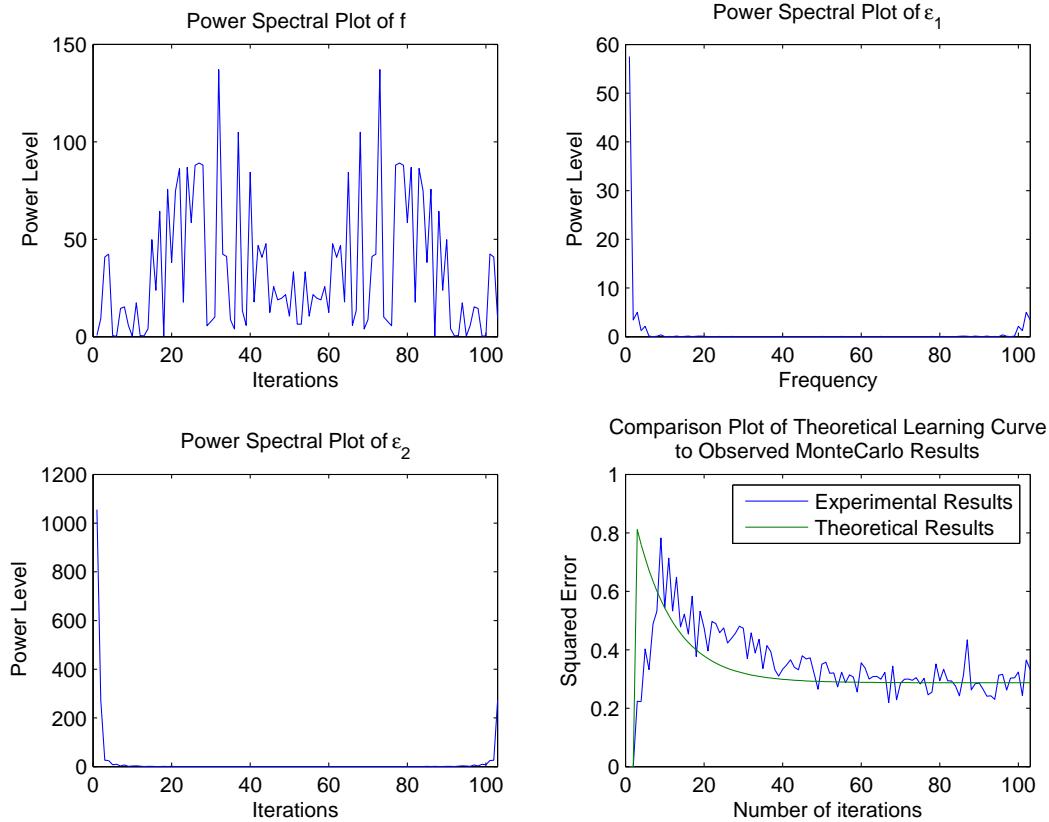 Power Spectral Plot of f
150
100
50
0
0 20 40 60 80 100
Power Level
Iterations
Power Spectral Plot of ε1
60
50
40
30
20
10
0
0 20 40 60 80 100
Power Level
Frequency
Power Spectral Plot of ε2
1200
1000
800
600
400
200
0
0 20 40 60 80 100
Power Level
Iterations
Comparison Plot of Theoretical Learning Curve
to Observed MonteCarlo Results
1
0.8
0.6
0.4
0.2
0
0 20 40 60 80 100
Squared Error
Number of iterations
Experimental Results
Theoretical Results